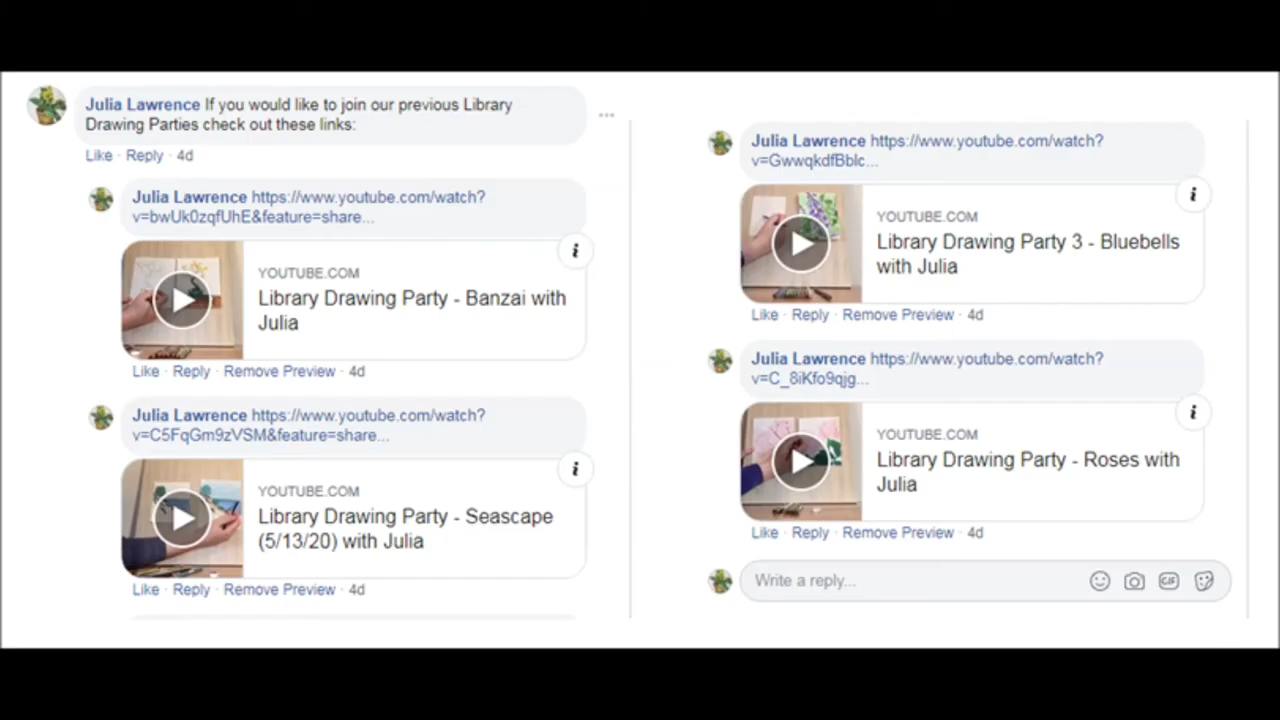 Julia Lawrence If you would like to join our previous Library
Drawing Parties check out these links:
Like · Reply · 4d
Julia Lawrence https://www.youtube.com/watch?
v=bwUk0zqfUhE&feature=share...
YOUTUBE.COM
Library Drawing Party - Banzai with
Julia
Like · Reply · Remove Preview · 4d
Julia Lawrence https://www.youtube.com/watch?
v=C5FqGm9zVSM&feature=share...
YOUTUBE.COM
Library Drawing Party - Seascape
(5/13/20) with Julia
Like · Reply · Remove Preview · 4d
Julia Lawrence https://www.youtube.com/watch?
v=GwwqkdfBblc...
YOUTUBE.COM
Library Drawing Party 3 - Bluebells
with Julia
Like · Reply · Remove Preview · 4d
Julia Lawrence https://www.youtube.com/watch?
v=C_8iKfo9qjg...
YOUTUBE.COM
Library Drawing Party - Roses with
Julia
Like · Reply · Remove Preview · 4d
Write a reply...
GIF